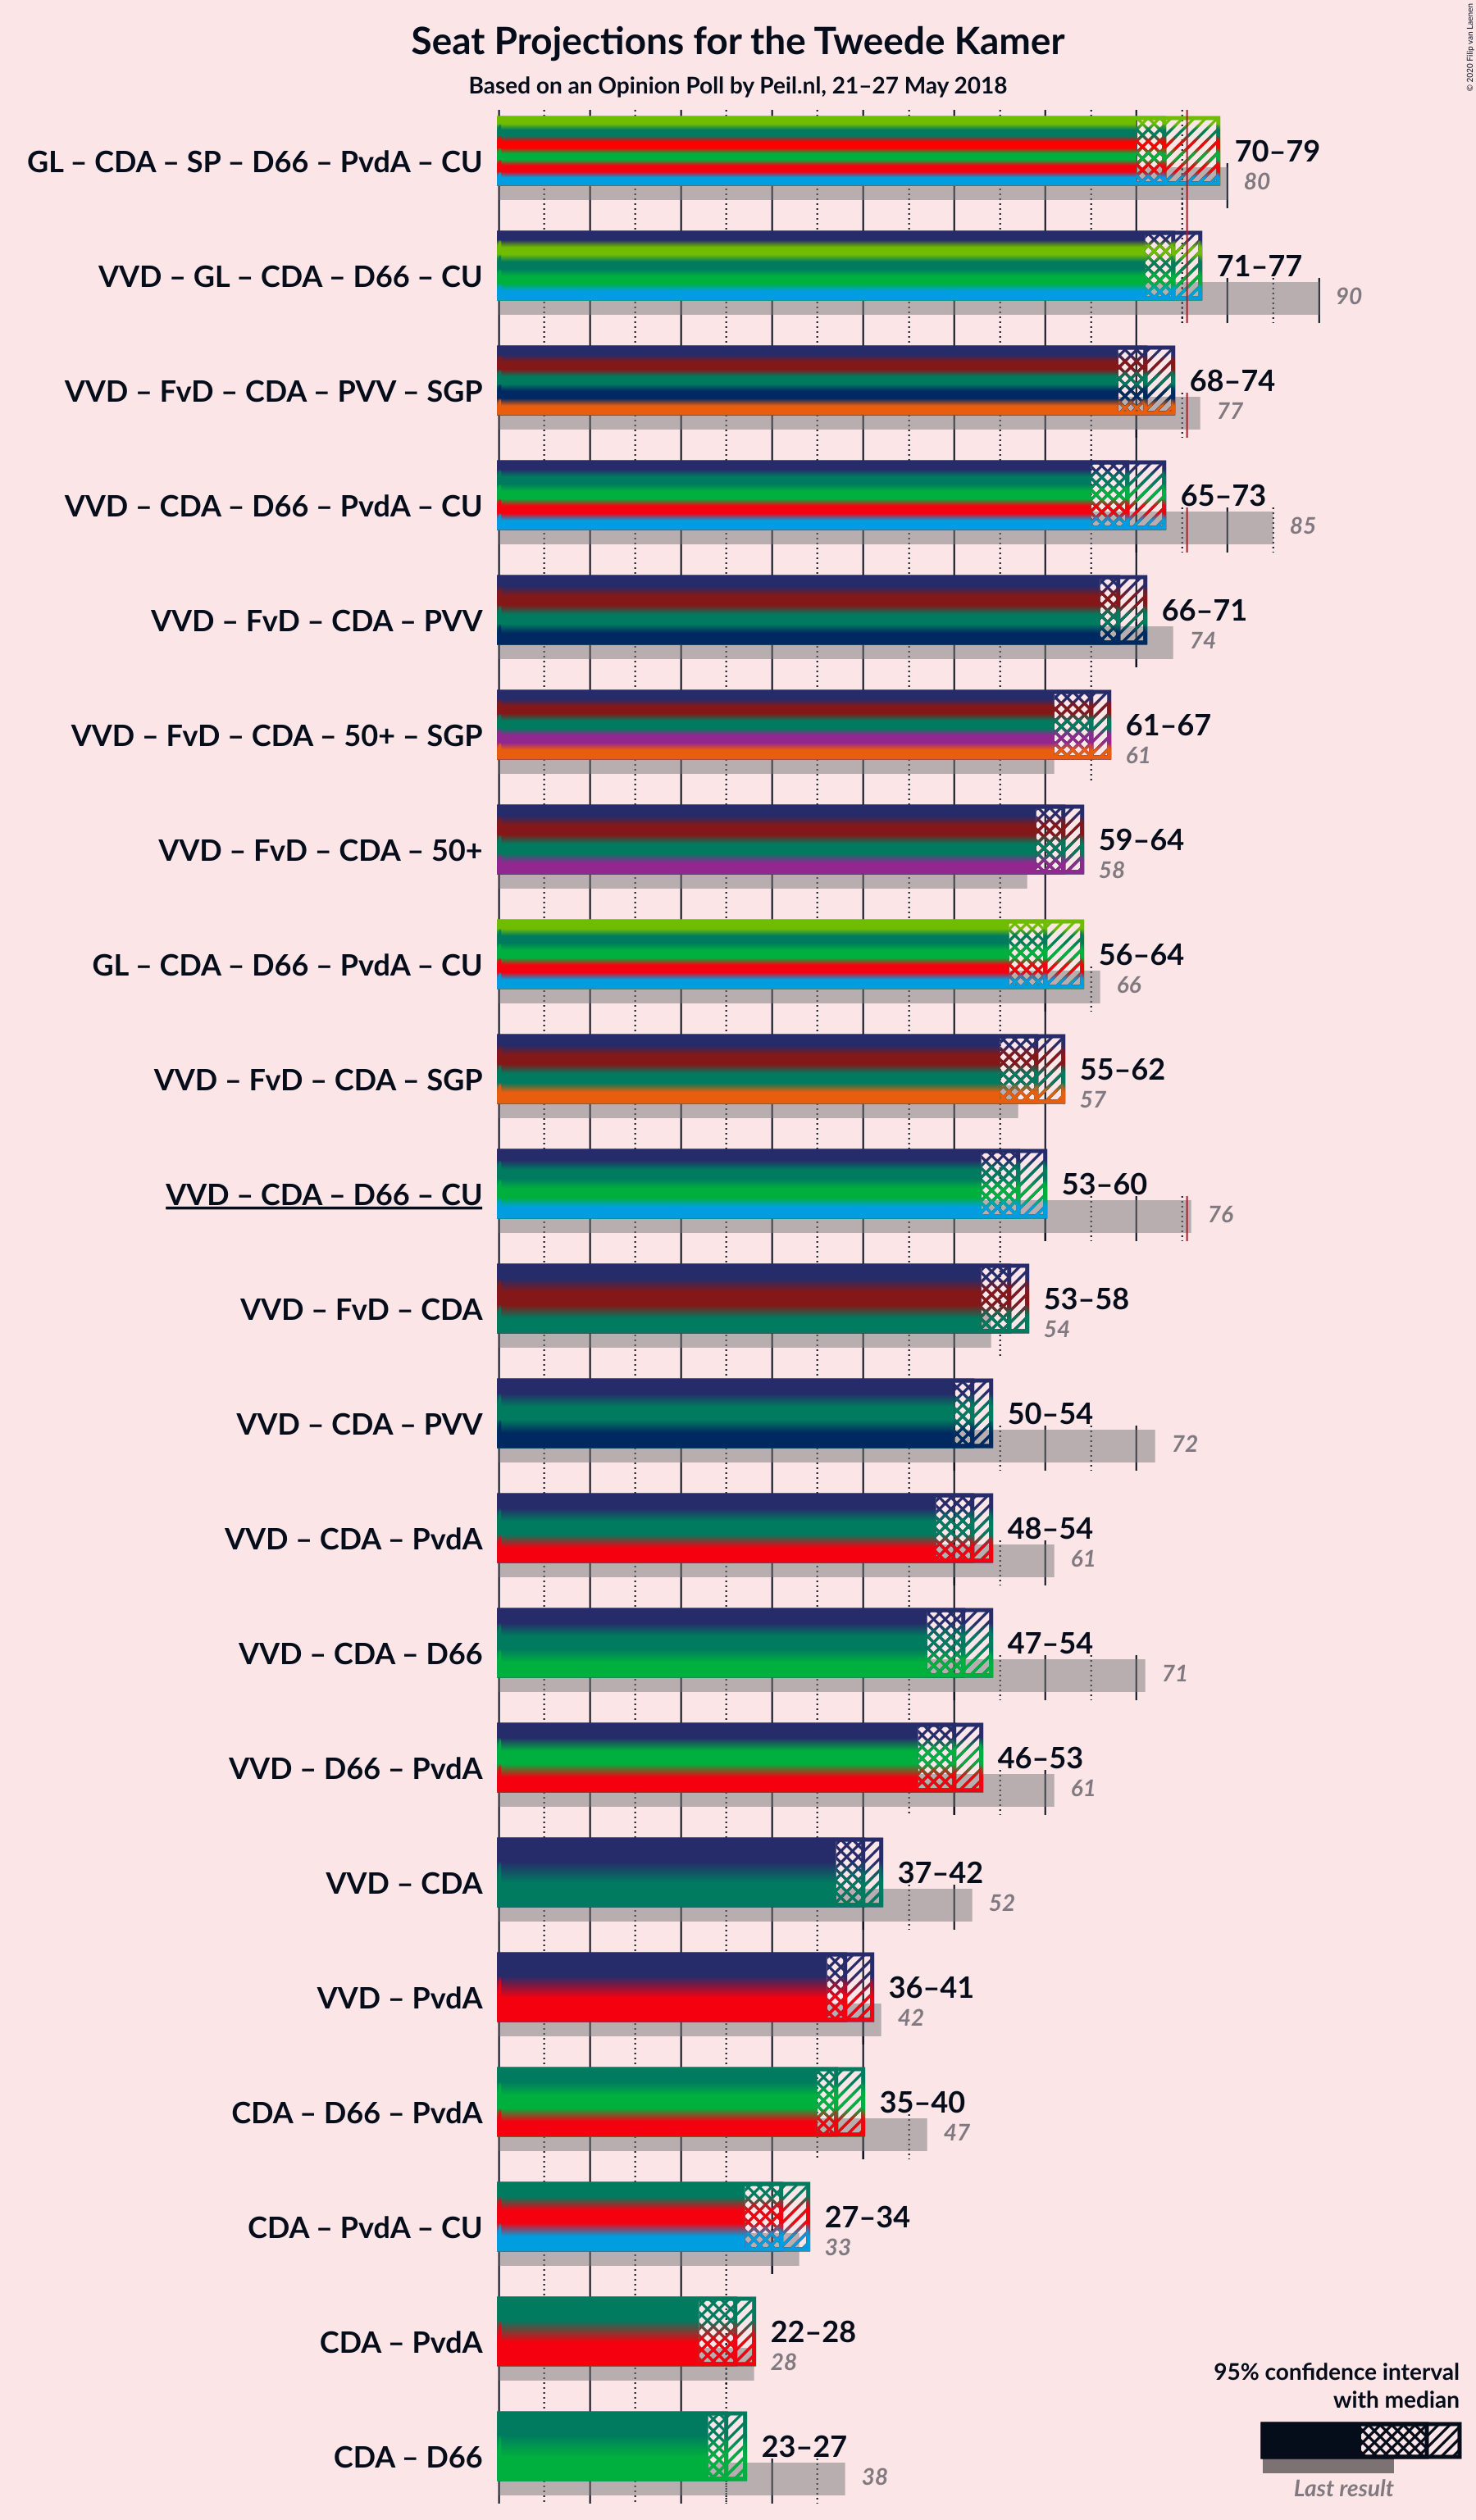 © 2020 Filip van Laenen
Seat Projections for the Tweede Kamer
Based on an Opinion Poll by Peil.nl, 21–27 May 2018
GL – CDA – SP – D66 – PvdA – CU
70–79
80
VVD – GL – CDA – D66 – CU
71–77
90
VVD – FvD – CDA – PVV – SGP
68–74
77
VVD – CDA – D66 – PvdA – CU
65–73
85
VVD – FvD – CDA – PVV
66–71
74
VVD – FvD – CDA – 50+ – SGP
61–67
61
VVD – FvD – CDA – 50+
59–64
58
GL – CDA – D66 – PvdA – CU
56–64
66
VVD – FvD – CDA – SGP
55–62
57
VVD – CDA – D66 – CU
53–60
76
VVD – FvD – CDA
53–58
54
VVD – CDA – PVV
50–54
72
VVD – CDA – PvdA
48–54
61
VVD – CDA – D66
47–54
71
VVD – D66 – PvdA
46–53
61
VVD – CDA
37–42
52
VVD – PvdA
36–41
42
CDA – D66 – PvdA
35–40
47
CDA – PvdA – CU
27–34
33
CDA – PvdA
22–28
28
CDA – D66
23–27
38
95% confidence interval
with median
Last result